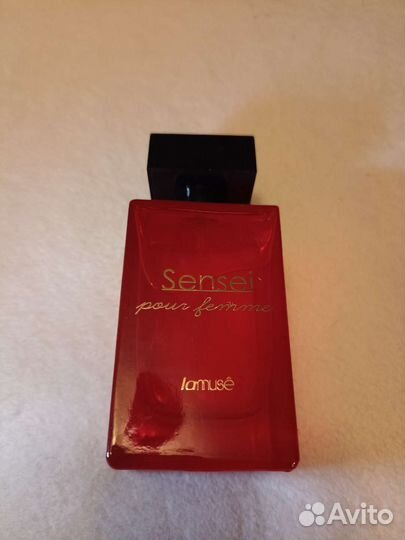 Sensei
pour femme
lamusê
Avito